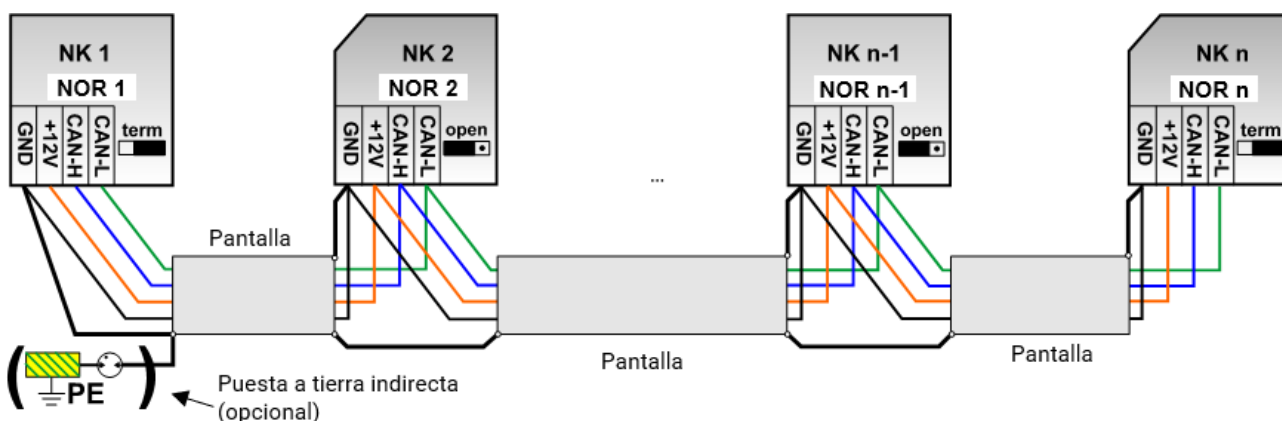 NK 1
NOR 1
GND
+12V
CAN-H
CAN-L
term
NK 2
NOR 2
GND
+12V
CAN-H
CAN-L
open
...
NK n-1
NOR n-1
GND
+12V
CAN-H
CAN-L
open
NK n
NOR n
GND
+12V
CAN-H
CAN-L
term
Pantalla
Pantalla
Pantalla
( PE )
Puesta a tierra indirecta
(opcional)